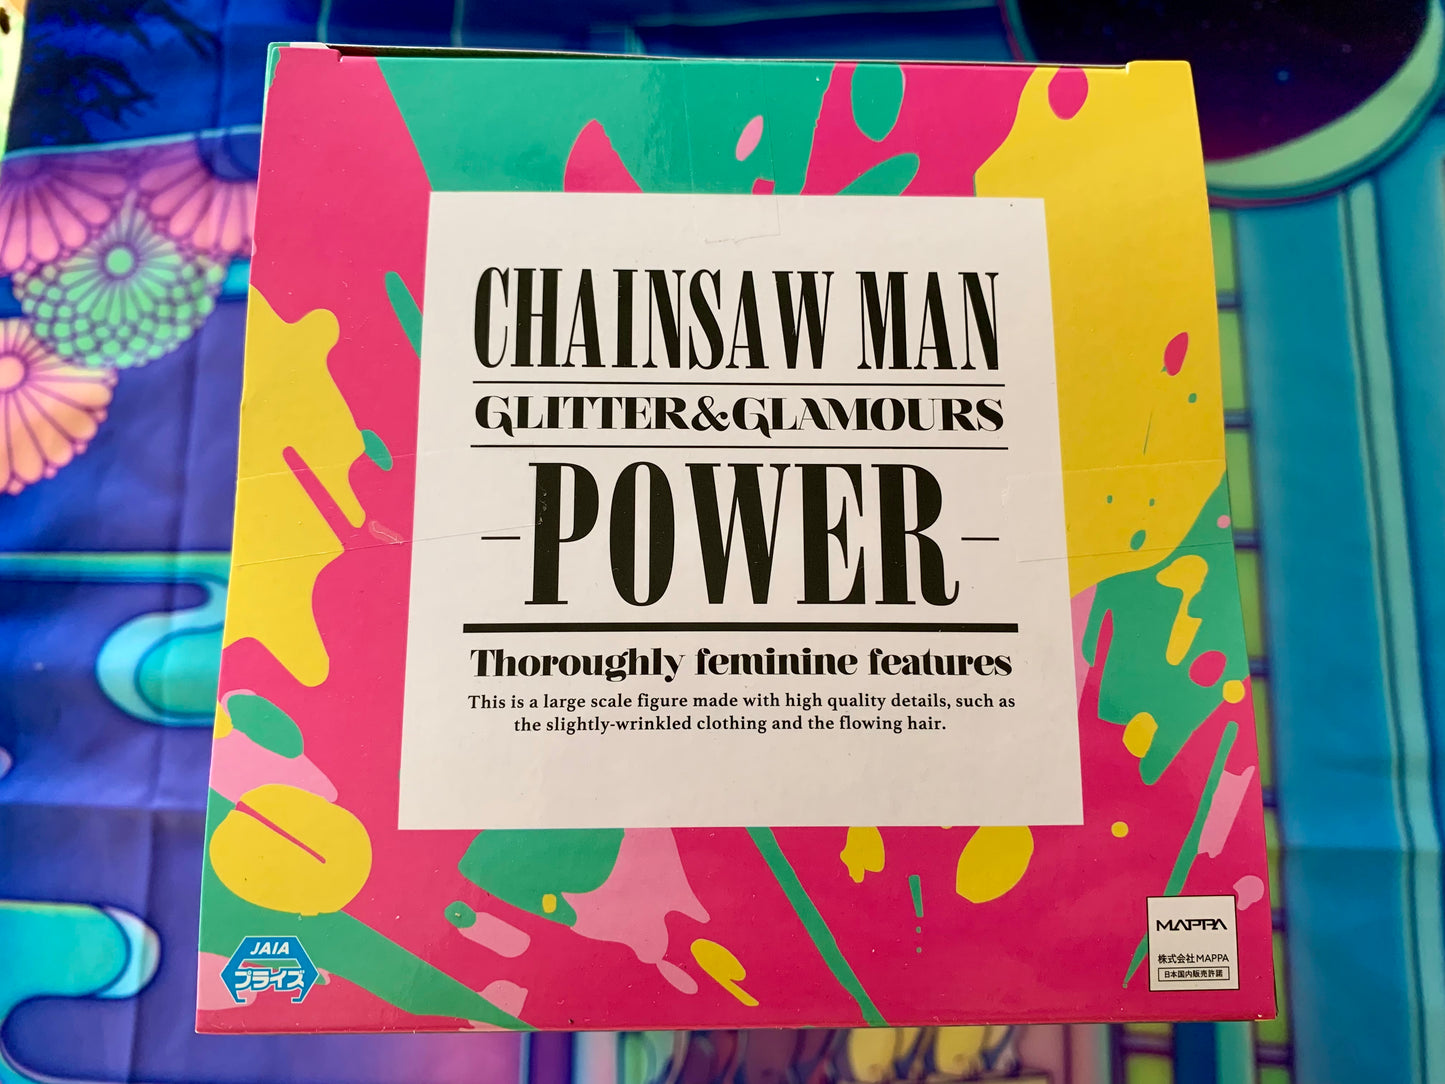 CHAINSAW MAN
GLITTER&GLAMOURS
-POWER-
Thoroughly feminine features
This is a large scale figure made with high quality details, such as
the slightly-wrinkled clothing and the flowing hair.
JAIA
プライズ
MAPPA
株式会社MAPPA
日本国内販売許諾